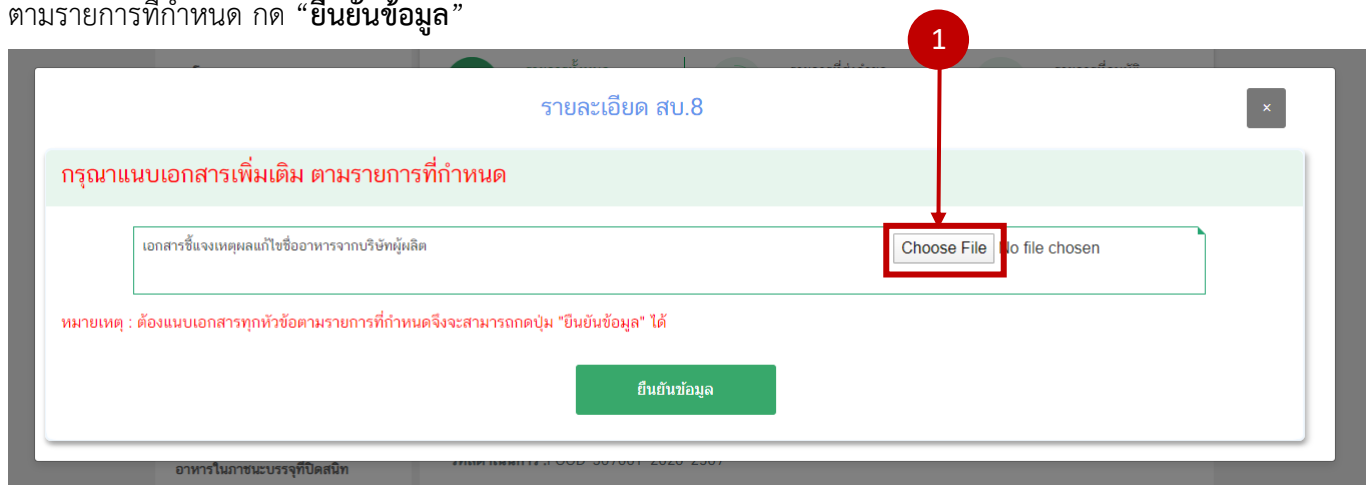 ตามรายการที่กำหนด กด “ยืนยันข้อมูล”
1
รายละเอียด สบ.8
×
กรุณาแนบเอกสารเพิ่มเติม ตามรายการที่กำหนด
เอกสารชี้แจงเหตุผลแก้ไขชื่ออาหารจากบริษัทผู้ผลิต
Choose File No file chosen
หมายเหตุ : ต้องแนบเอกสารทุกหัวข้อตามรายการที่กำหนดจึงจะสามารถกดปุ่ม "ยืนยันข้อมูล" ได้
ยืนยันข้อมูล
อาหารในภาชนะบรรจุที่ปิดสนิท